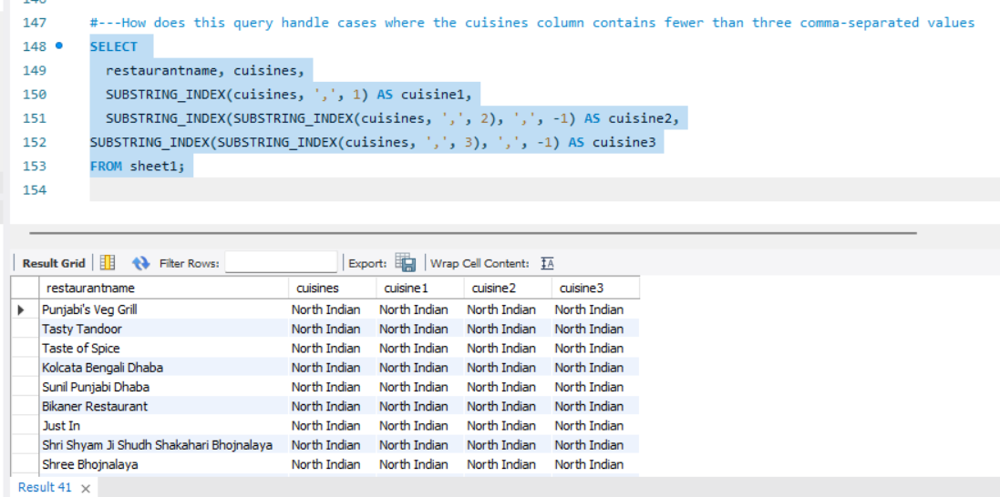 147 #---How does this query handle cases where the cuisines column contains fewer than three comma-separated values
148 SELECT
149 restaurantname, cuisines,
150 SUBSTRING_INDEX(cuisines, ',', 1) AS cuisine1,
151 SUBSTRING_INDEX(SUBSTRING_INDEX(cuisines, ',', 2), ',', -1) AS cuisine2,
152 SUBSTRING_INDEX(SUBSTRING_INDEX(cuisines, ',', 3), ',', -1) AS cuisine3
153 FROM sheet1;
154
Result Grid Filter Rows: Export: Wrap Cell Content: IA
restaurantname cuisines cuisine1 cuisine2 cuisine3
Punjabi's Veg Grill North Indian North Indian North Indian North Indian
Tasty Tandoor North Indian North Indian North Indian North Indian
Taste of Spice North Indian North Indian North Indian North Indian
Kolcata Bengali Dhaba North Indian North Indian North Indian North Indian
Sunil Punjabi Dhaba North Indian North Indian North Indian North Indian
Bikaner Restaurant North Indian North Indian North Indian North Indian
Just In North Indian North Indian North Indian North Indian
Shri Shyam Ji Shudh Shakahari Bhojnalaya North Indian North Indian North Indian North Indian
Shree Bhojnalaya North Indian North Indian North Indian North Indian
Result 41 ×